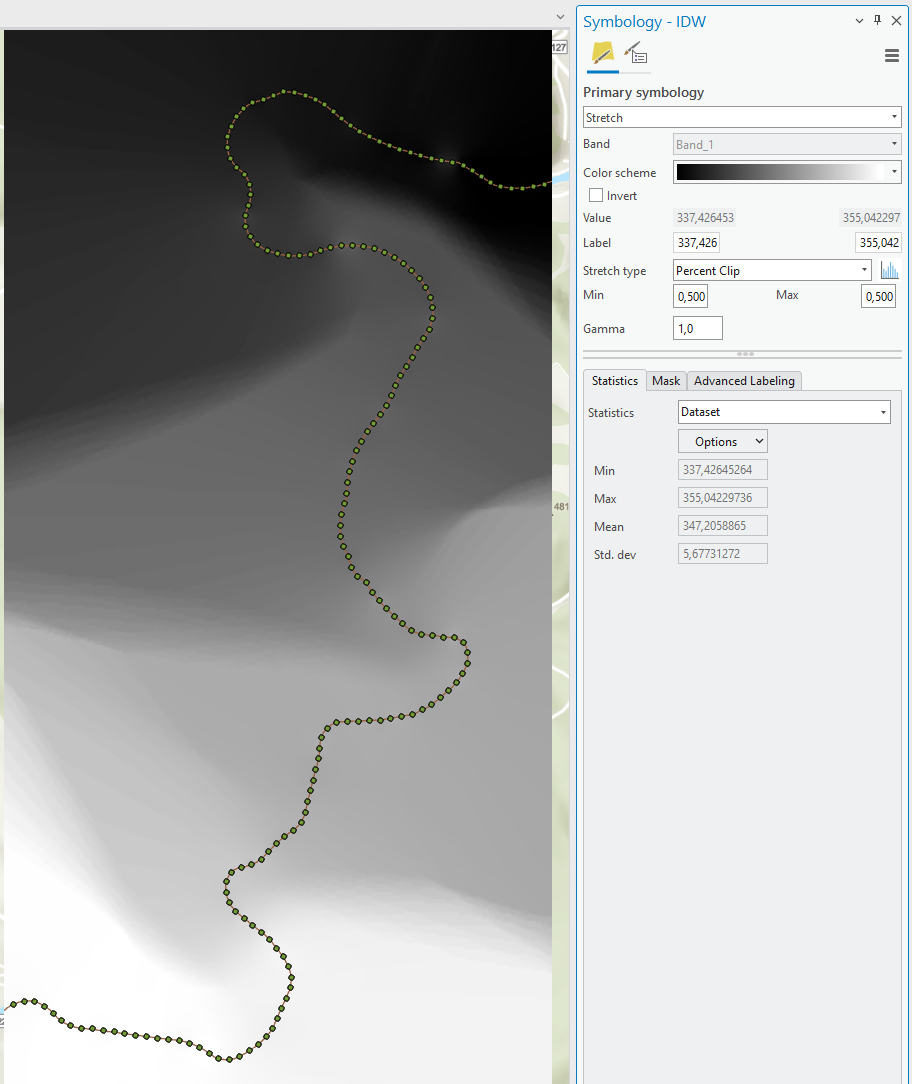 127
481
Symbology - IDW
Primary symbology
Stretch
Band Band_1
Color scheme
Invert
Value 337,426453 355,042297
Label 337,426 355,042
Stretch type Percent Clip
Min 0,500 Max 0,500
Gamma 1,0
Statistics Mask Advanced Labeling
Statistics Dataset
Options
Min 337,42645264
Max 355,04229736
Mean 347,2058865
Std. dev 5,67731272